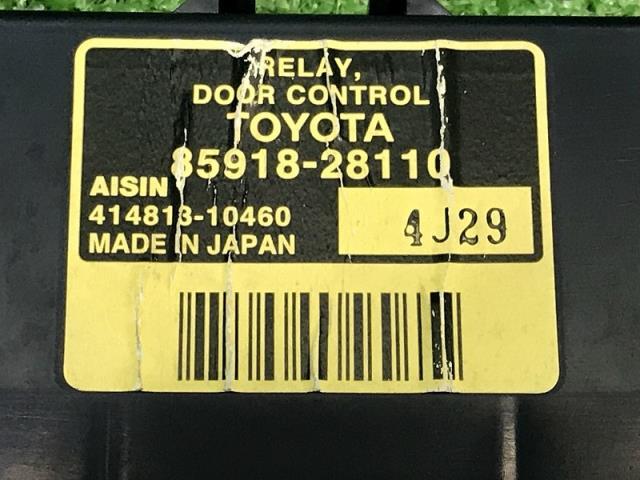 RELAY,
DOOR CONTROL
TOYOTA
85918-28110
AISIN
414813-10460
MADE IN JAPAN
4J29